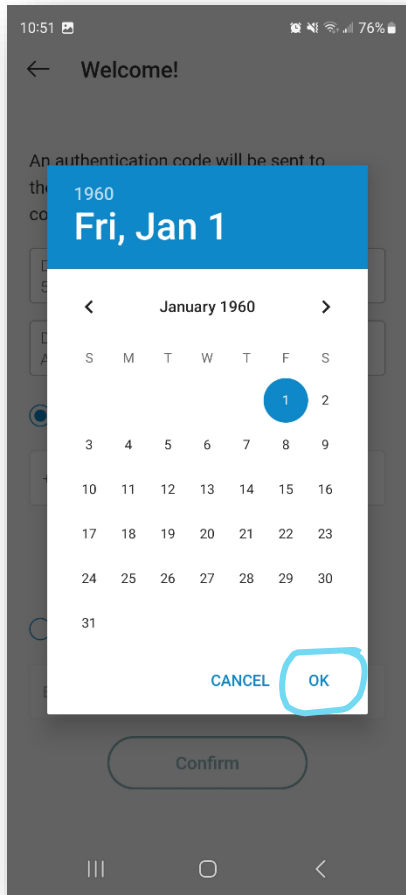 10:51 76%
Welcome!
An authentication code will be sent to
th
co
1960
Fri, Jan 1
January 1960
S M T W T F S
1 2
3 4 5 6 7 8 9
10 11 12 13 14 15 16
17 18 19 20 21 22 23
24 25 26 27 28 29 30
31
CANCEL OK
Confirm